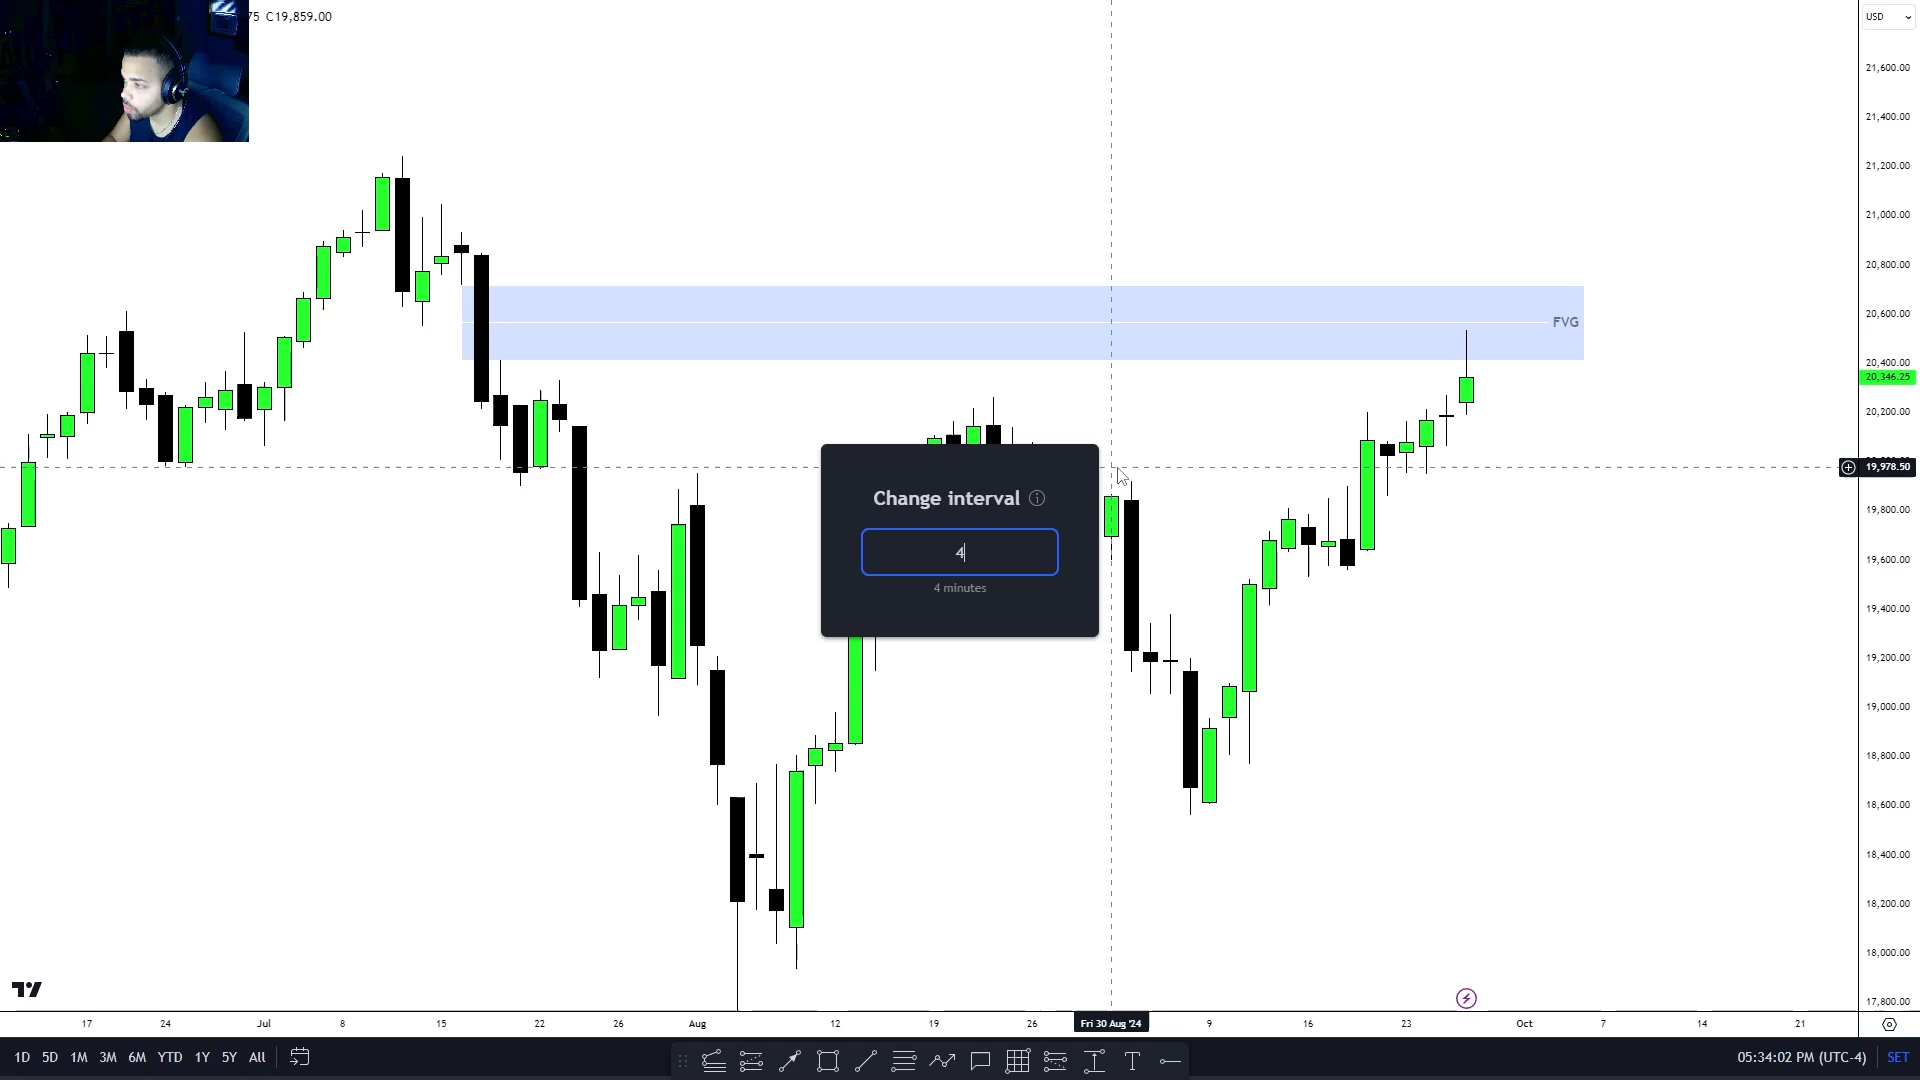 75 C19,859.00
USD
21,600.00
21,400.00
21,200.00
21,000.00
20,800.00
20,600.00
FVG
20,400.00
20,346.25
20,200.00
19,978.50
19,800.00
19,600.00
19,400.00
19,200.00
19,000.00
18,800.00
18,600.00
18,400.00
18,200.00
18,000.00
17,800.00
Change interval
4
4 minutes
17 24 Jul 8 15 22 26 Aug 12 19 26 Fri 30 Aug '24 9 16 23 Oct 7 14 21
1D 5D 1M 3M 6M YTD 1Y 5Y All
05:34:02 PM (UTC-4) SET